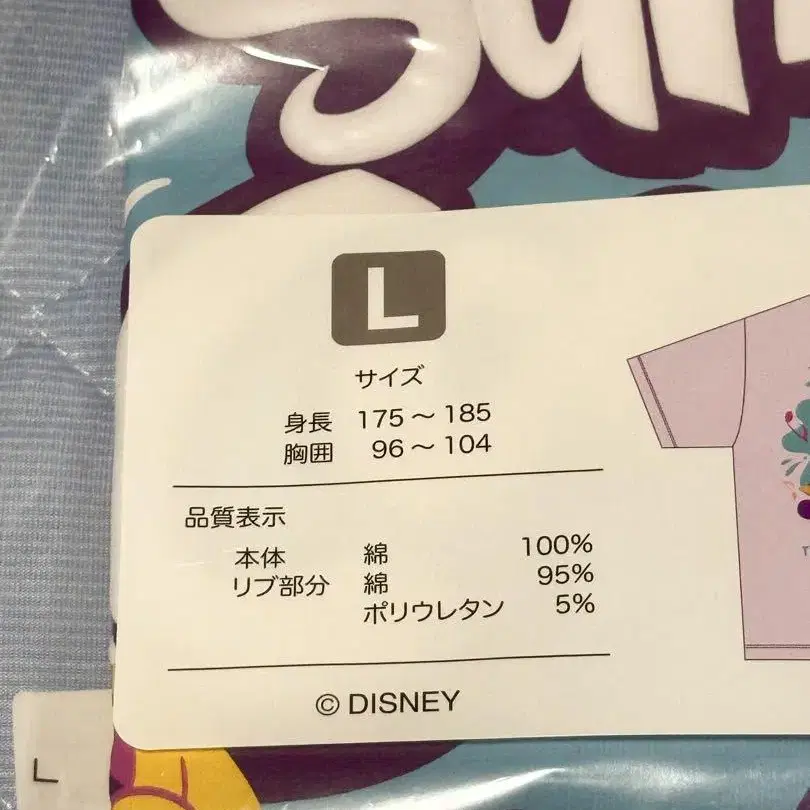 Sur
L
サイズ
身長 175～185
胸囲 96～104
品質表示
本体 綿 100%
リブ部分 綿 95%
ポリウレタン 5%
© DISNEY
L
T